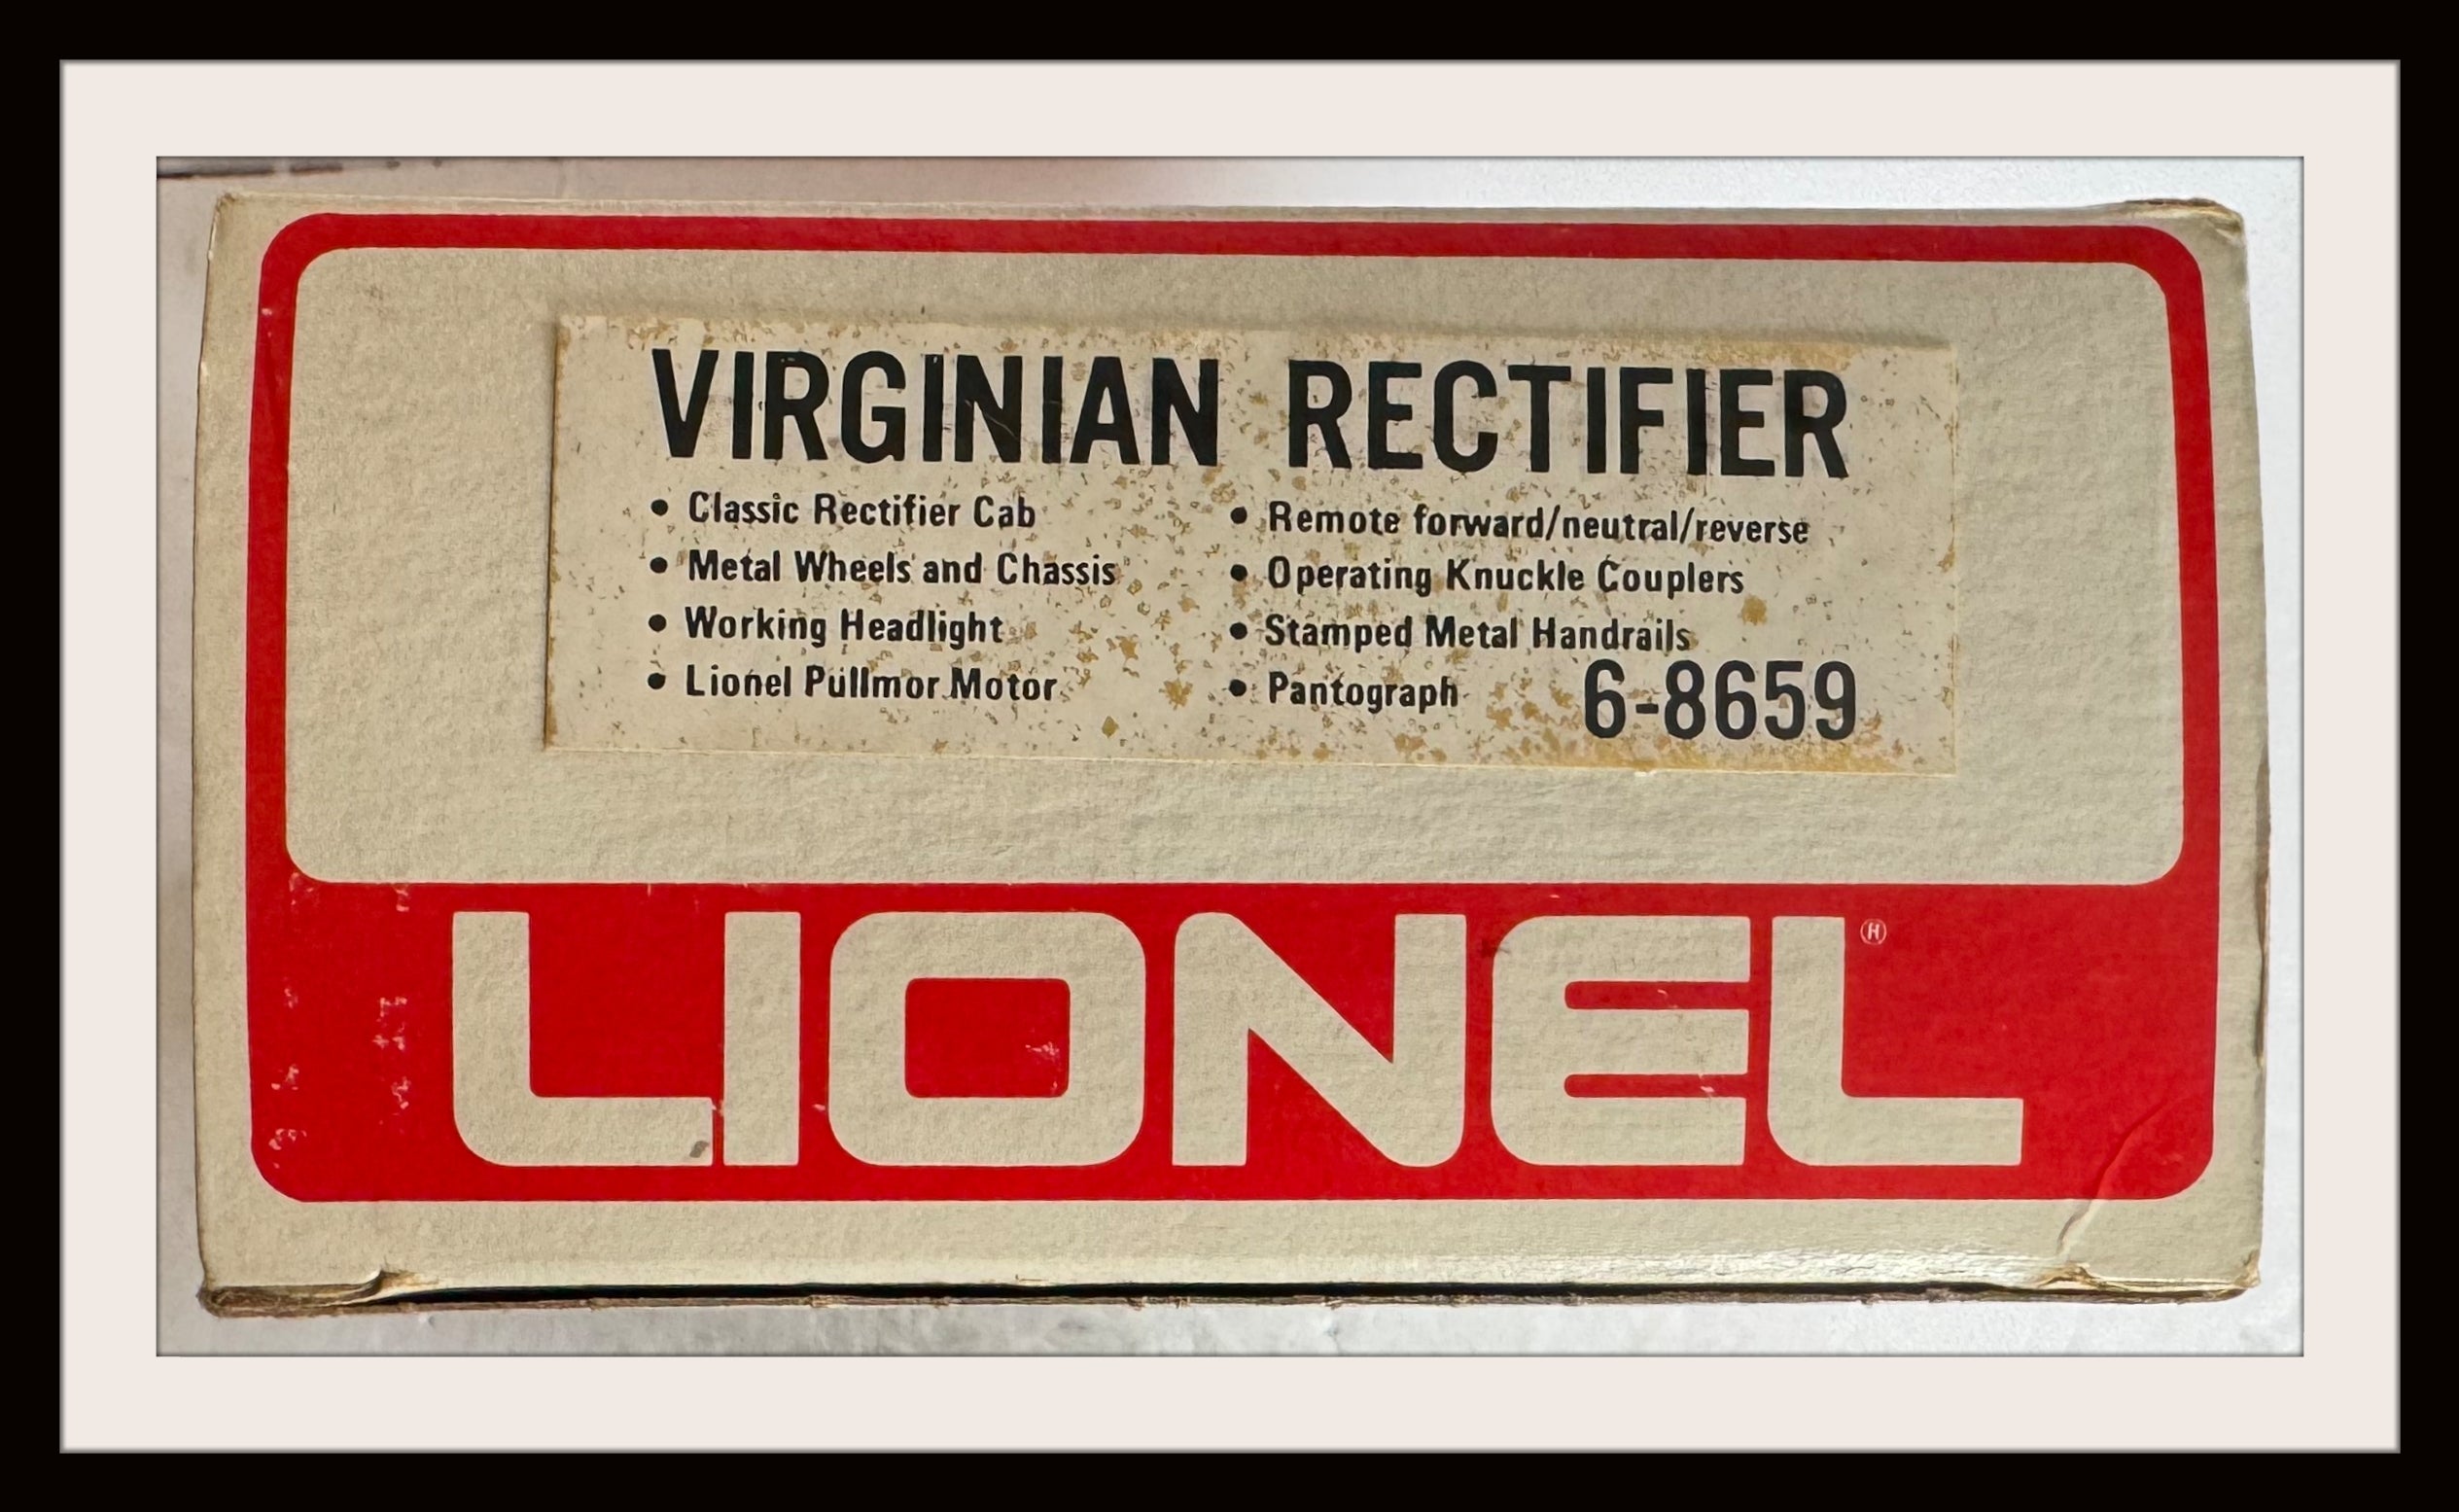 VIRGINIAN RECTIFIER
• Classic Rectifier Cab
• Metal Wheels and Chassis
• Working Headlight
• Lionel Pullmor Motor
• Remote forward/neutral/reverse
• Operating Knuckle Couplers
• Stamped Metal Handrails
• Pantograph
6-8659
LIONEL®